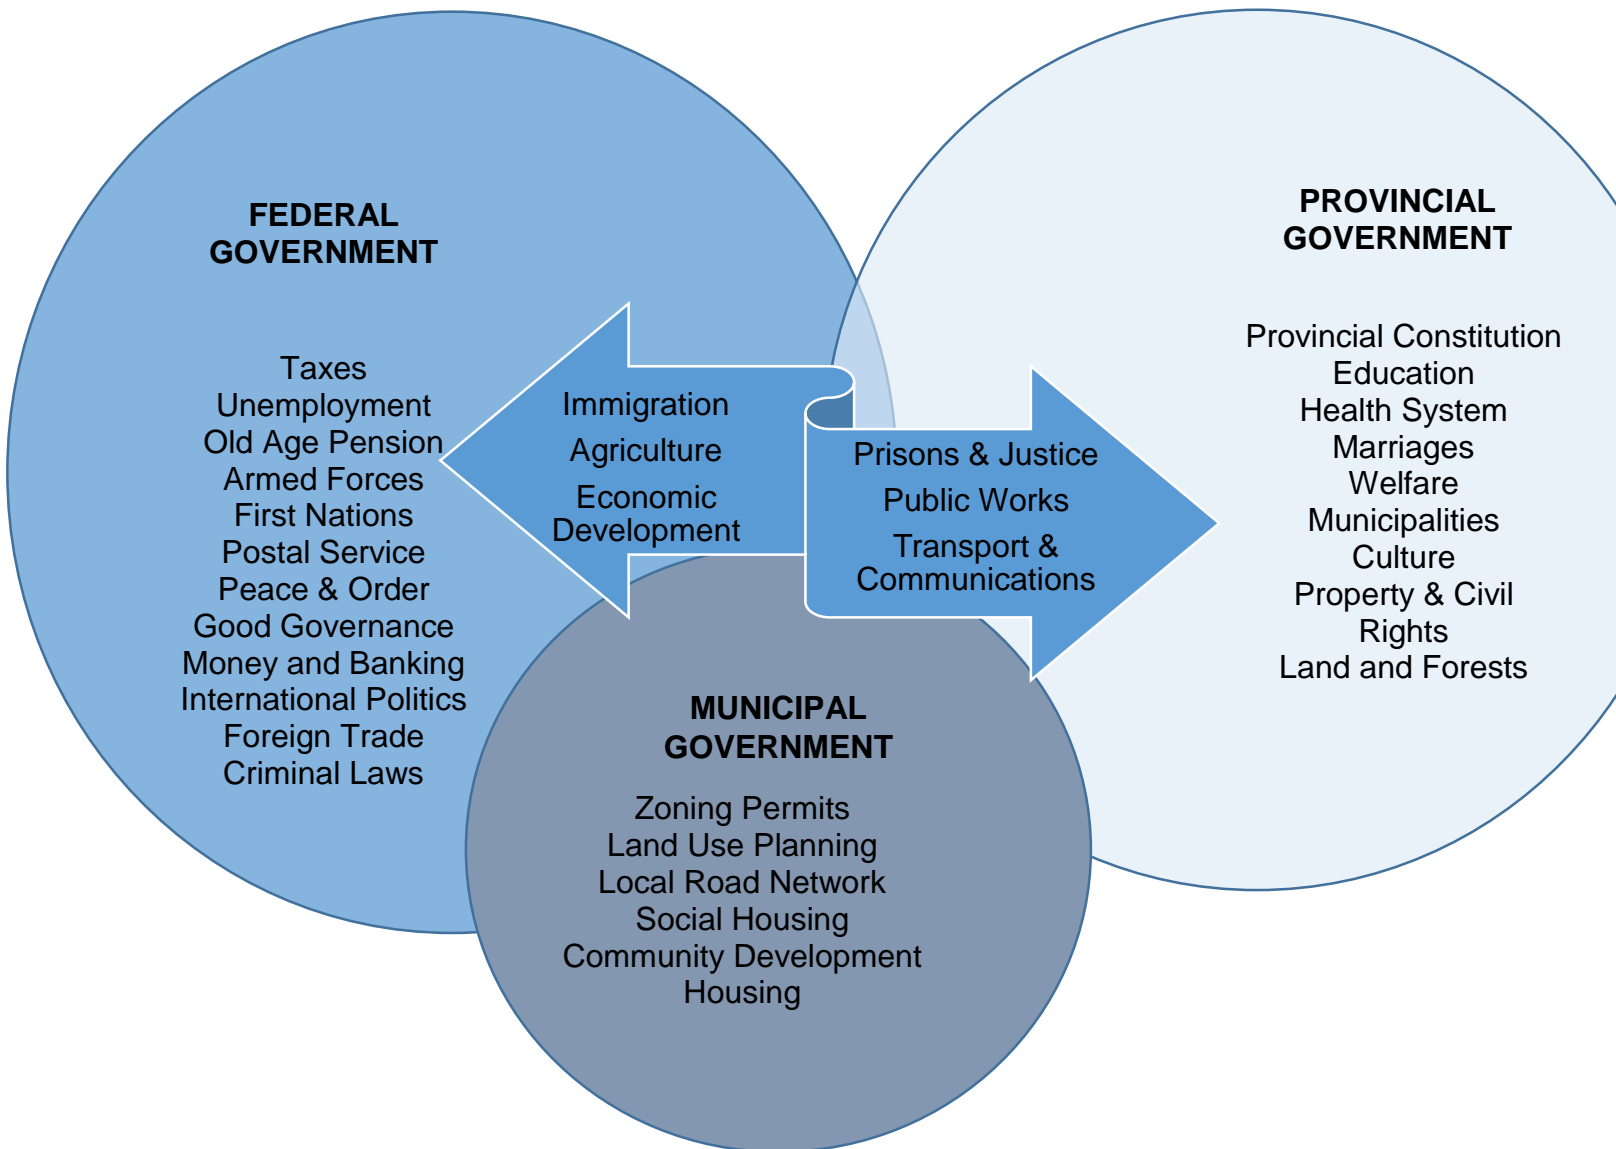 FEDERAL
GOVERNMENT
Taxes
Unemployment
Old Age Pension
Armed Forces
First Nations
Postal Service
Peace & Order
Good Governance
Money and Banking
International Politics
Foreign Trade
Criminal Laws
Immigration
Agriculture
Economic
Development
Prisons & Justice
Public Works
Transport &
Communications
PROVINCIAL
GOVERNMENT
Provincial Constitution
Education
Health System
Marriages
Welfare
Municipalities
Culture
Property & Civil
Rights
Land and Forests
MUNICIPAL
GOVERNMENT
Zoning Permits
Land Use Planning
Local Road Network
Social Housing
Community Development
Housing